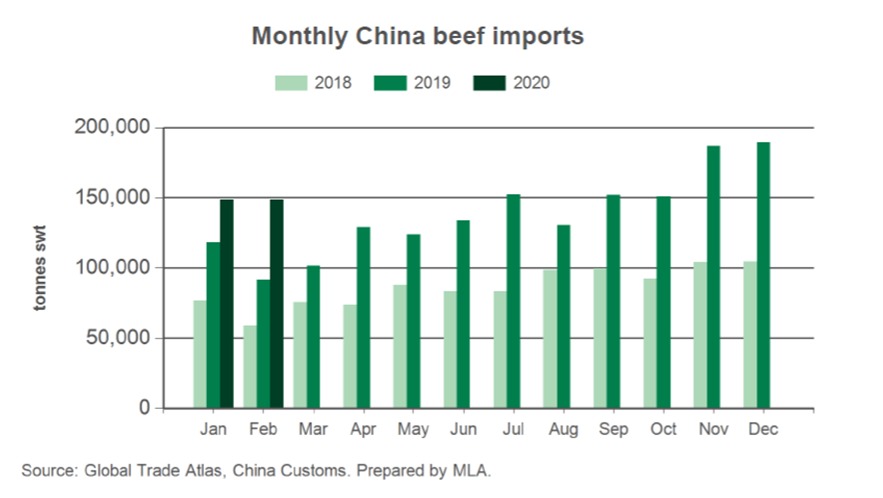 Monthly China beef imports
2018 2019 2020
tonnes swt
200,000
150,000
100,000
50,000
0
Jan Feb Mar Apr May Jun Jul Aug Sep Oct Nov Dec
Source: Global Trade Atlas, China Customs. Prepared by MLA.